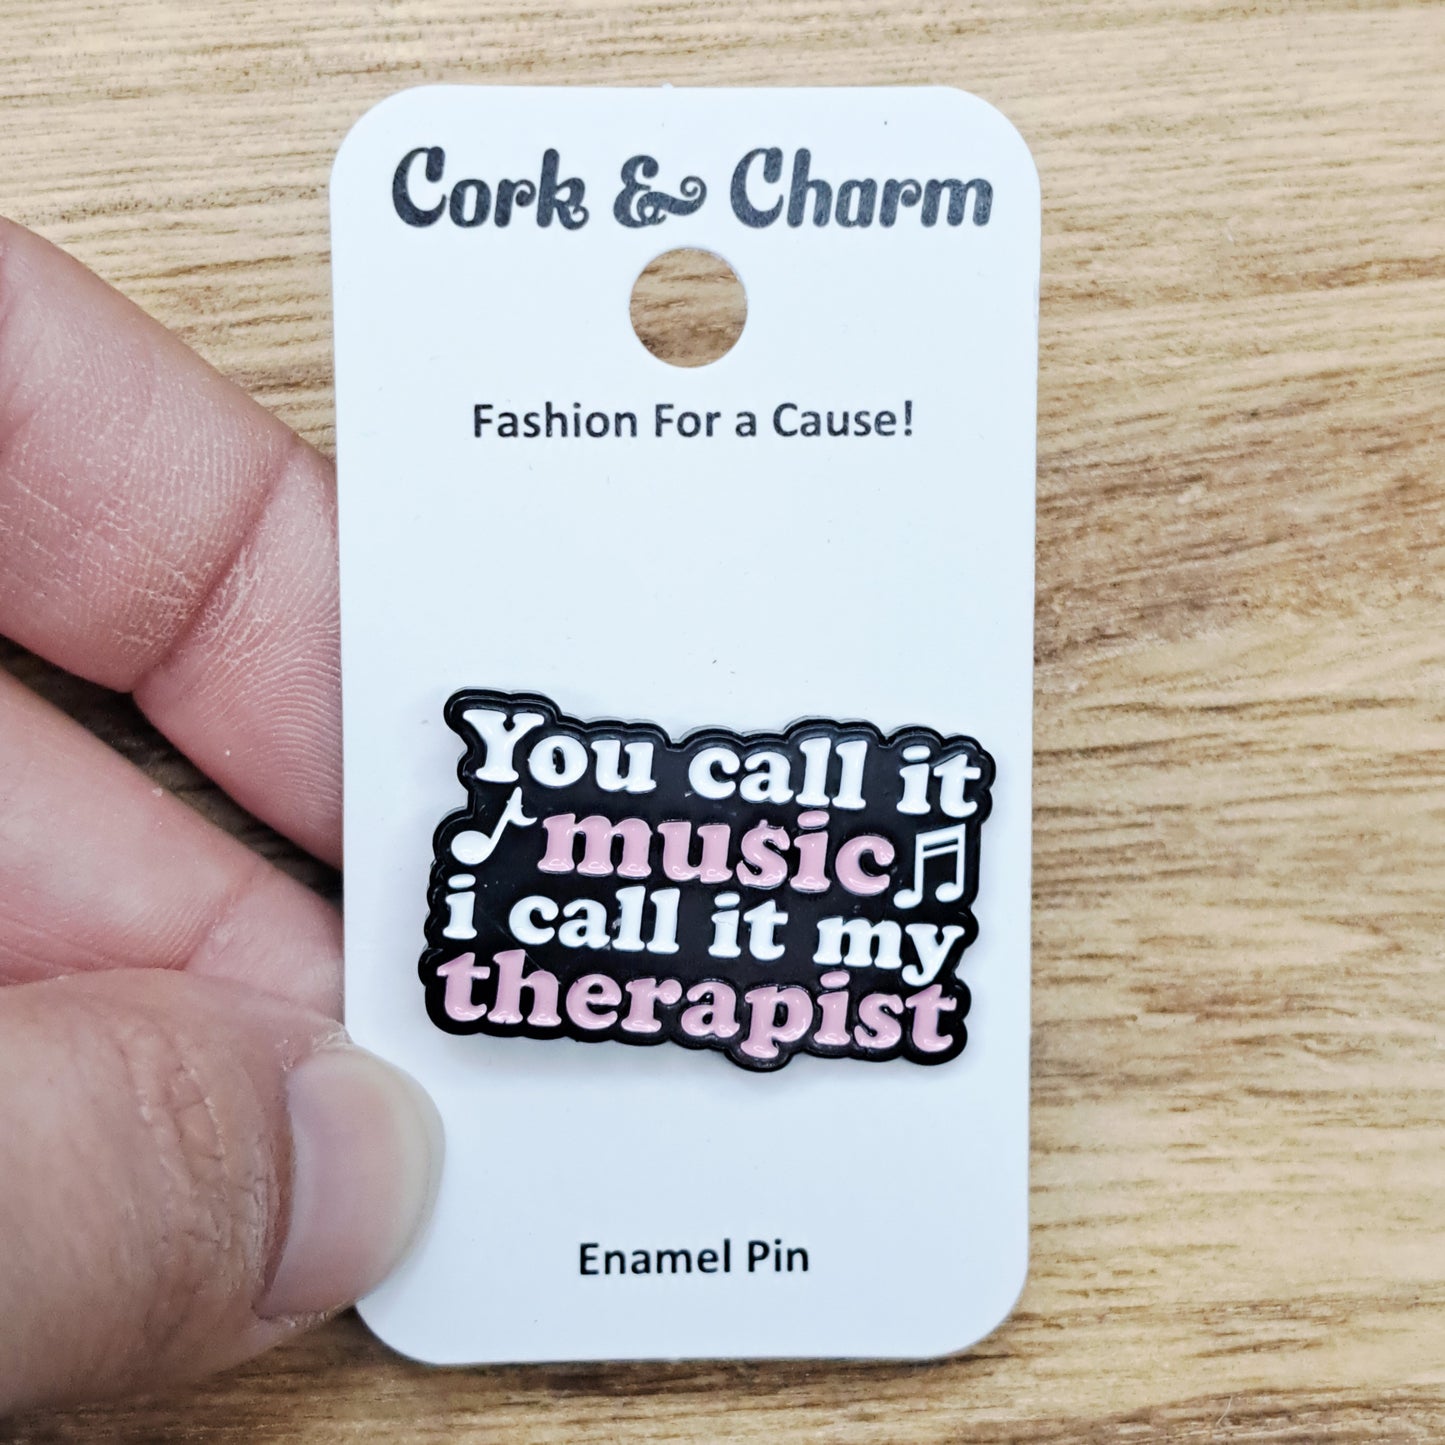 Cork & Charm
Fashion For a Cause!
You call it
music
i call it my
therapist
Enamel Pin